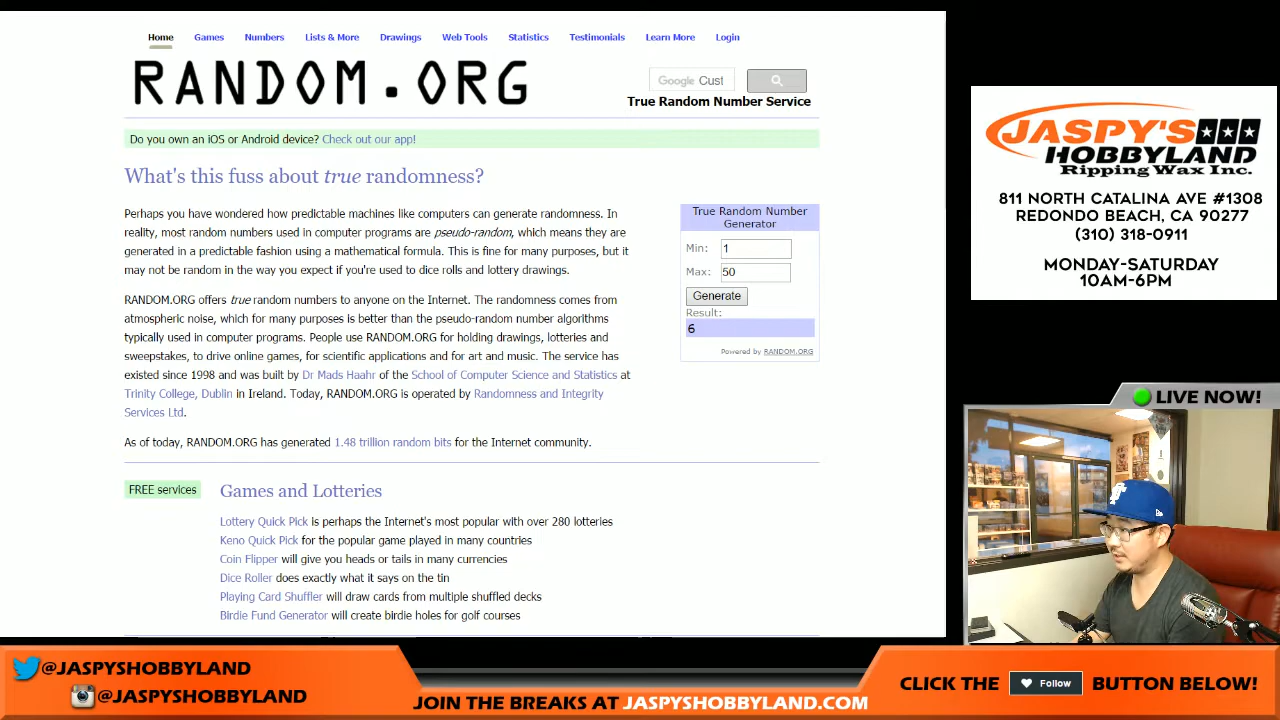 Home Games Numbers Lists & More Drawings Web Tools Statistics Testimonials Learn More Login
RANDOM.ORG
Google Cust
True Random Number Service
Do you own an iOS or Android device? Check out our app!
What's this fuss about true randomness?
Perhaps you have wondered how predictable machines like computers can generate randomness. In
reality, most random numbers used in computer programs are pseudo-random, which means they are
generated in a predictable fashion using a mathematical formula. This is fine for many purposes, but it
may not be random in the way you expect if you're used to dice rolls and lottery drawings.
RANDOM.ORG offers true random numbers to anyone on the Internet. The randomness comes from
atmospheric noise, which for many purposes is better than the pseudo-random number algorithms
typically used in computer programs. People use RANDOM.ORG for holding drawings, lotteries and
sweepstakes, to drive online games, for scientific applications and for art and music. The service has
existed since 1998 and was built by Dr Mads Haahr of the School of Computer Science and Statistics at
Trinity College, Dublin in Ireland. Today, RANDOM.ORG is operated by Randomness and Integrity
Services Ltd.
As of today, RANDOM.ORG has generated 1.48 trillion random bits for the Internet community.
True Random Number
Generator
Min: 1
Max: 50
Generate
Result:
6
Powered by RANDOM.ORG
FREE services
Games and Lotteries
Lottery Quick Pick is perhaps the Internet's most popular with over 280 lotteries
Keno Quick Pick for the popular game played in many countries
Coin Flipper will give you heads or tails in many currencies
Dice Roller does exactly what it says on the tin
Playing Card Shuffler will draw cards from multiple shuffled decks
Birdie Fund Generator will create birdie holes for golf courses
JASPY'S
HOBBYLAND
Ripping Wax Inc.
811 NORTH CATALINA AVE #1308
REDONDO BEACH, CA 90277
(310) 318-0911
MONDAY-SATURDAY
10AM-6PM
LIVE NOW!
@JASPYSHOBBYLAND
@JASPYSHOBBYLAND
JOIN THE BREAKS AT JASPYSHOBBYLAND.COM
CLICK THE Follow BUTTON BELOW!